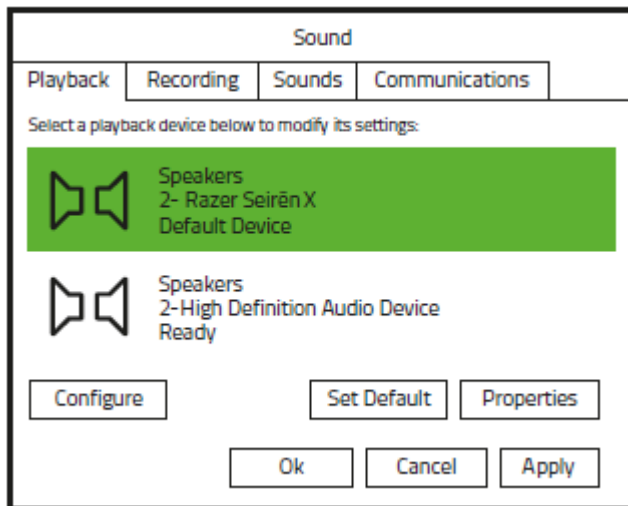 Sound
Playback Recording Sounds Communications
Select a playback device below to modify its settings:
Speakers
2- Razer Seirēn X
Default Device
Speakers
2-High Definition Audio Device
Ready
Configure Set Default Properties
Ok Cancel Apply